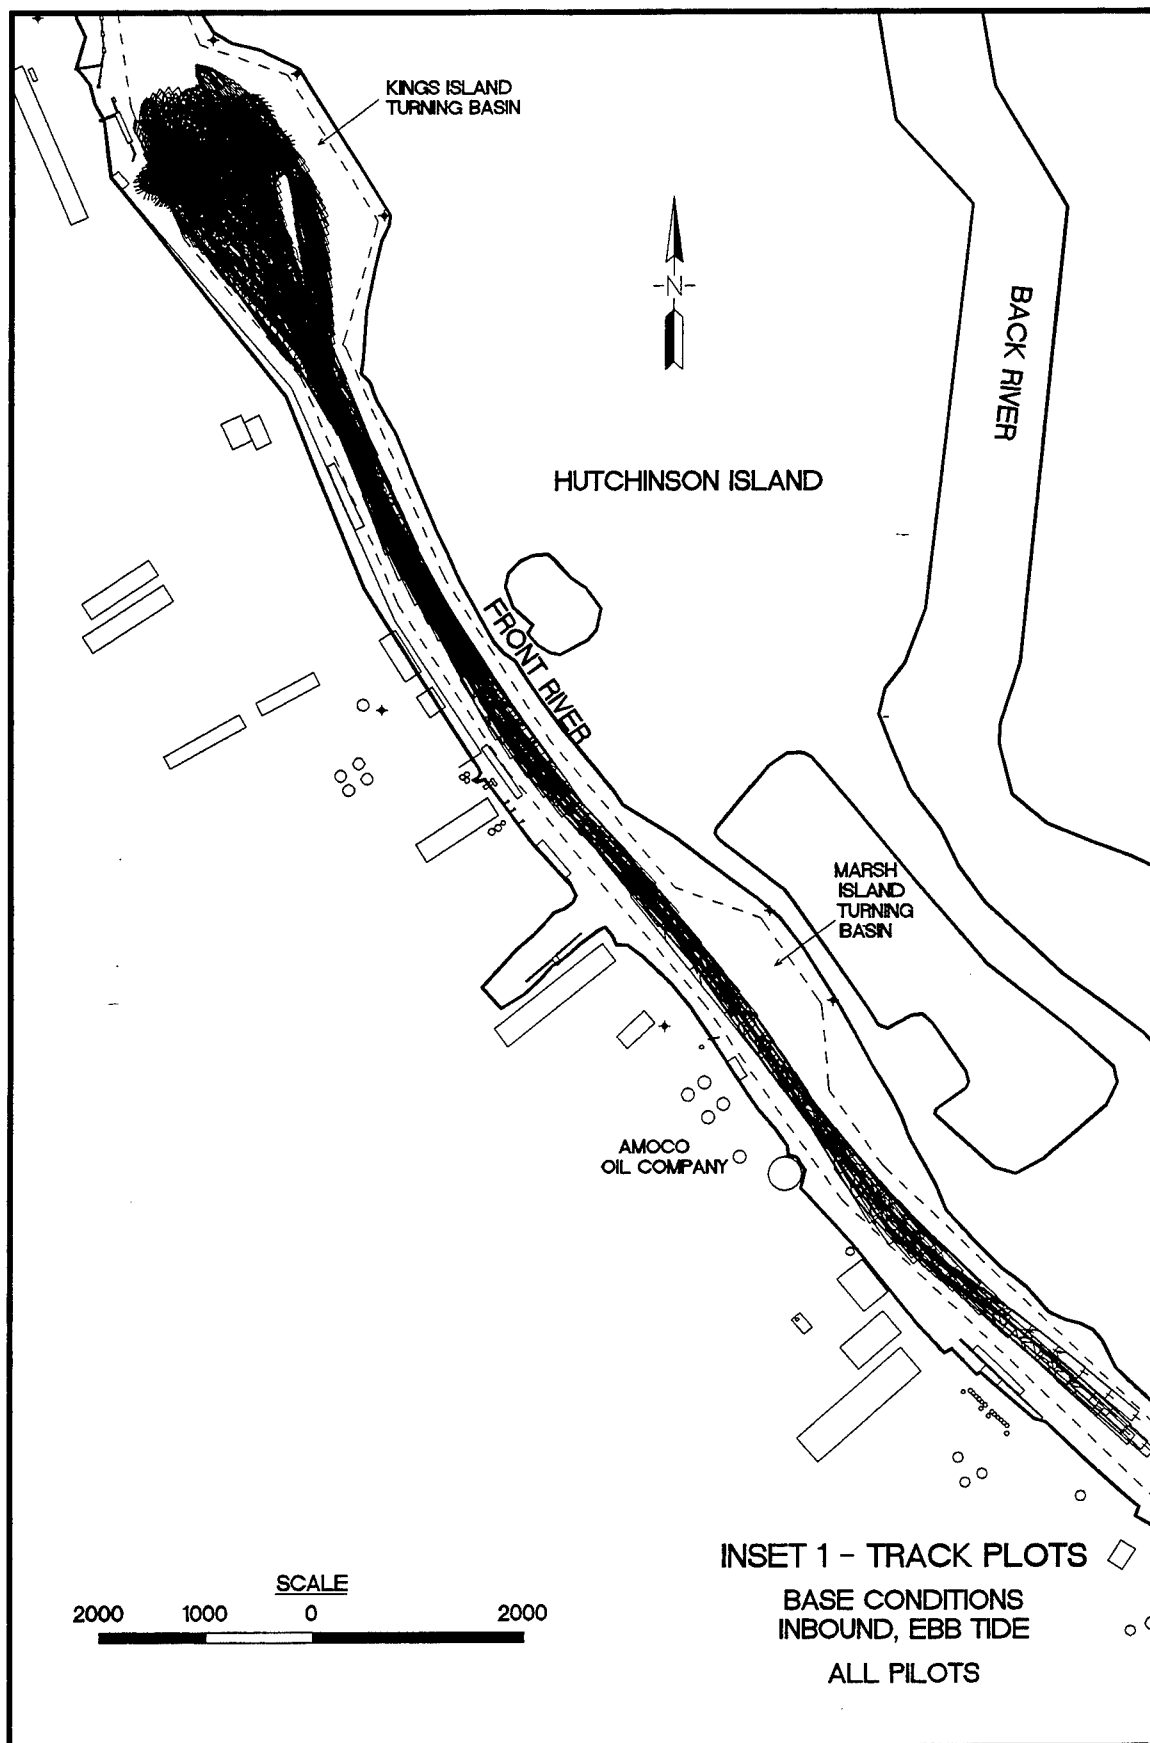 KINGS ISLAND
TURNING BASIN
N
BACK RIVER
HUTCHINSON ISLAND
FRONT RIVER
MARSH
ISLAND
TURNING
BASIN
AMOCO
OIL COMPANY
INSET 1 - TRACK PLOTS
BASE CONDITIONS
INBOUND, EBB TIDE
ALL PILOTS
SCALE
2000 1000 0 2000